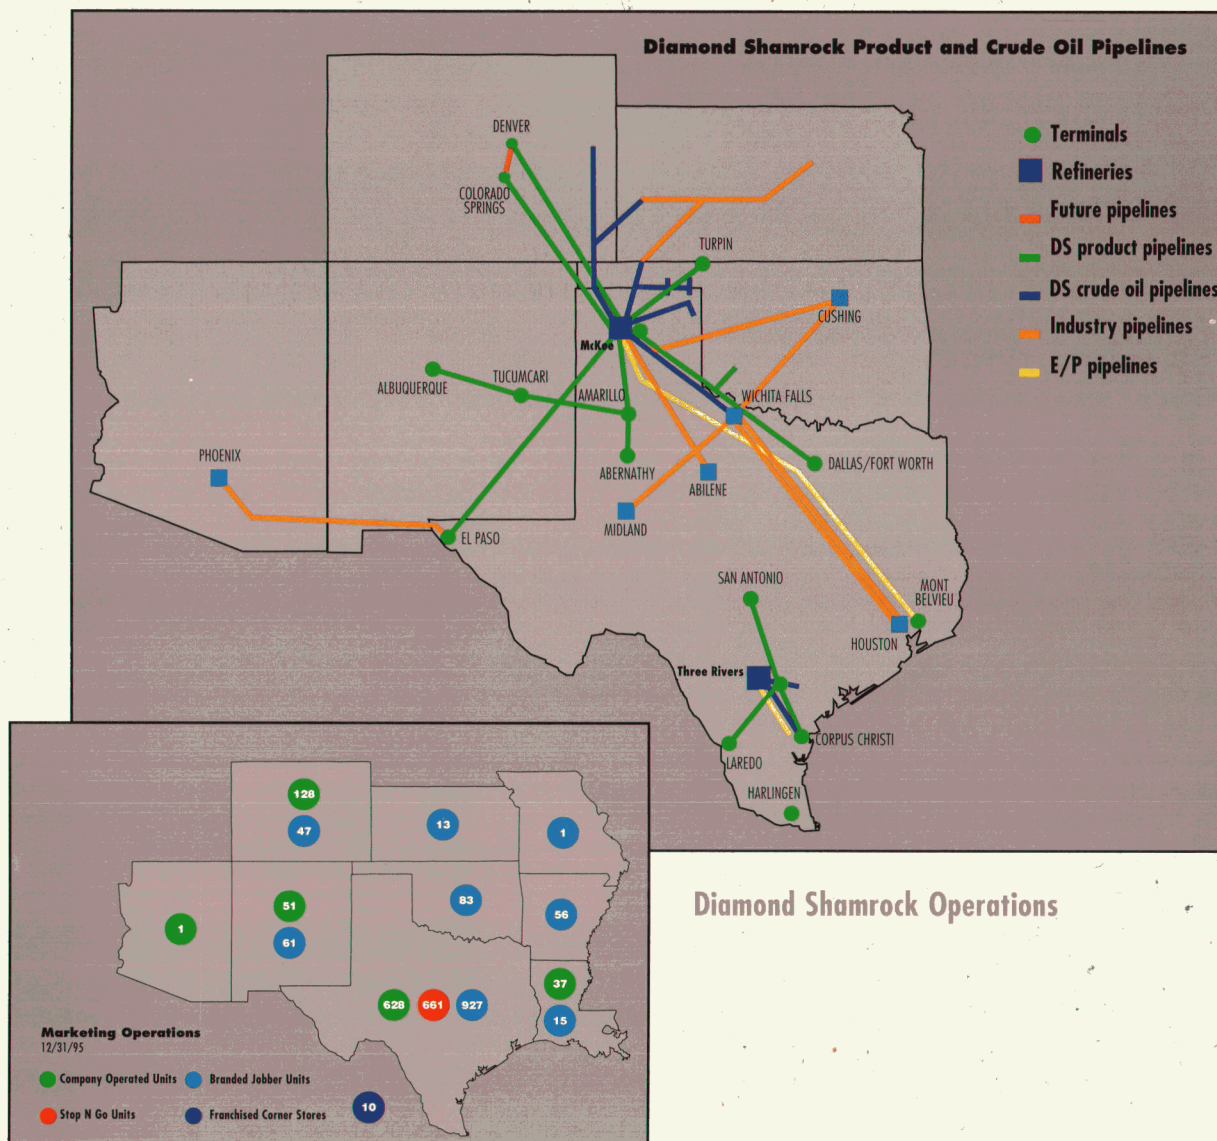 Diamond Shamrock Product and Crude Oil Pipelines
Terminals
Refineries
Future pipelines
DS product pipelines
DS crude oil pipelines
Industry pipelines
E/P pipelines
DENVER
COLORADO
SPRINGS
TURPIN
CUSHING
McKee
ALBUQUERQUE
TUCUMCARI
AMARILLO
WICHITA FALLS
PHOENIX
ABERNATHY
ABILENE
DALLAS/FORT WORTH
MIDLAND
EL PASO
SAN ANTONIO
MONT
BELVIEU
HOUSTON
Three Rivers
CORPUS CHRISTI
LAREDO
HARLINGEN
128
47
13
1
51
61
83
56
1
37
15
628
661
927
Marketing Operations
12/31/95
Company Operated Units
Branded Jobber Units
Stop N Go Units
Franchised Corner Stores
10
Diamond Shamrock Operations